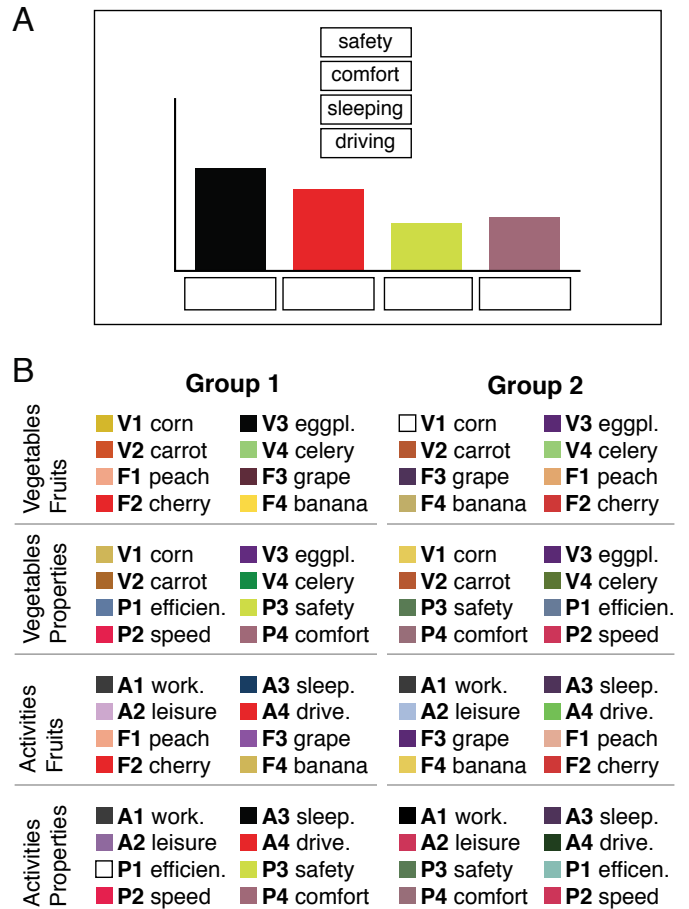 A
safety
comfort
sleeping
driving
B
Group 1
Group 2
Vegetables
Fruits
V1 corn V3 eggpl. V1 corn V3 eggpl.
V2 carrot V4 celery V2 carrot V4 celery
F1 peach F3 grape F3 grape F1 peach
F2 cherry F4 banana F4 banana F2 cherry
Vegetables
Properties
V1 corn V3 eggpl. V1 corn V3 eggpl.
V2 carrot V4 celery V2 carrot V4 celery
P1 efficien. P3 safety P3 safety P1 efficien.
P2 speed P4 comfort P4 comfort P2 speed
Activities
Fruits
A1 work. A3 sleep. A1 work. A3 sleep.
A2 leisure A4 drive. A2 leisure A4 drive.
F1 peach F3 grape F3 grape F1 peach
F2 cherry F4 banana F4 banana F2 cherry
Activities
Properties
A1 work. A3 sleep. A1 work. A3 sleep.
A2 leisure A4 drive. A2 leisure A4 drive.
P1 efficien. P3 safety P3 safety P1 efficen.
P2 speed P4 comfort P4 comfort P2 speed